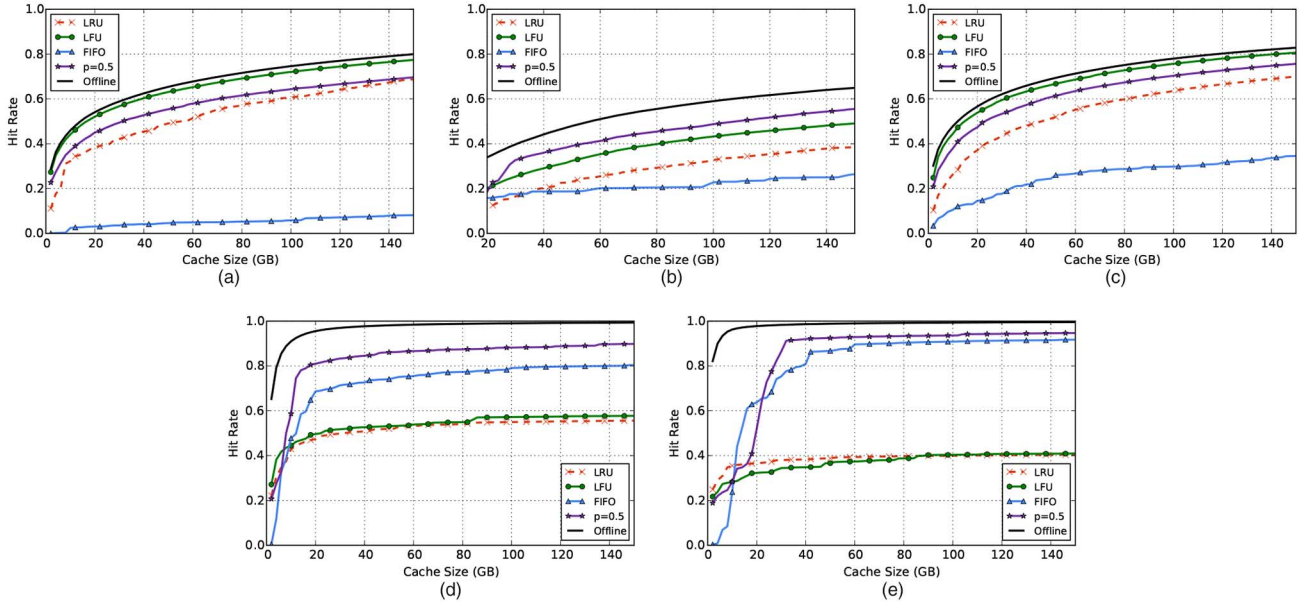 1.0
0.8
0.6
0.4
0.2
0.0
Hit Rate
LRU
LFU
FIFO
p=0.5
Offline
0 20 40 60 80 100 120 140
Cache Size (GB)
(a)
1.0
0.8
0.6
0.4
0.2
0.0
Hit Rate
LRU
LFU
FIFO
p=0.5
Offline
20 40 60 80 100 120 140
Cache Size (GB)
(b)
1.0
0.8
0.6
0.4
0.2
0.0
Hit Rate
LRU
LFU
FIFO
p=0.5
Offline
0 20 40 60 80 100 120 140
Cache Size (GB)
(c)
1.0
0.8
0.6
0.4
0.2
0.0
Hit Rate
LRU
LFU
FIFO
p=0.5
Offline
0 20 40 60 80 100 120 140
Cache Size (GB)
(d)
1.0
0.8
0.6
0.4
0.2
0.0
Hit Rate
LRU
LFU
FIFO
p=0.5
Offline
0 20 40 60 80 100 120 140
Cache Size (GB)
(e)